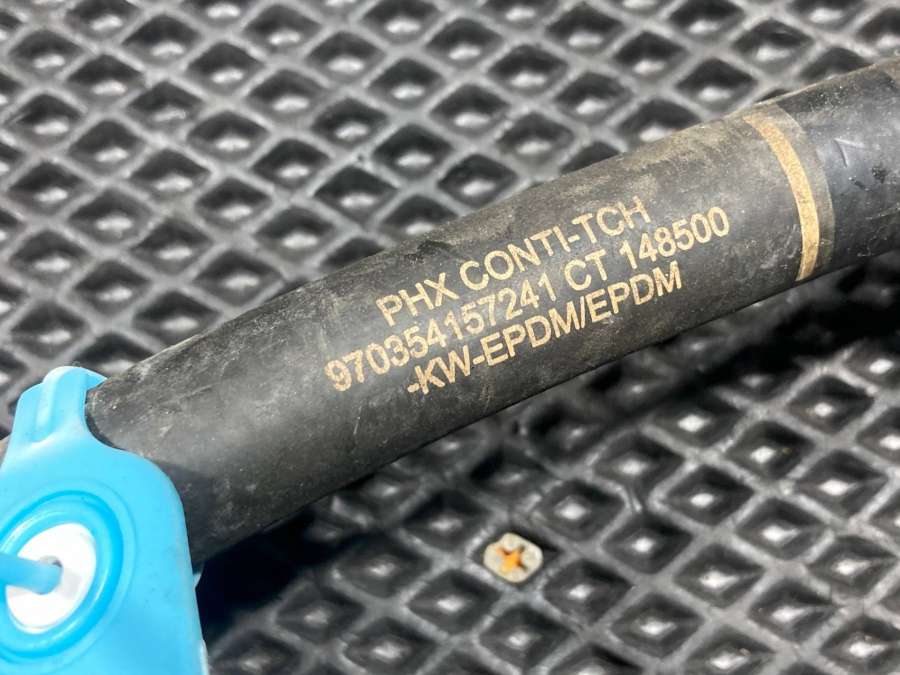 PHX CONTI-TCH
970354157241 CT 148500
-KW-EPDM/EPDM